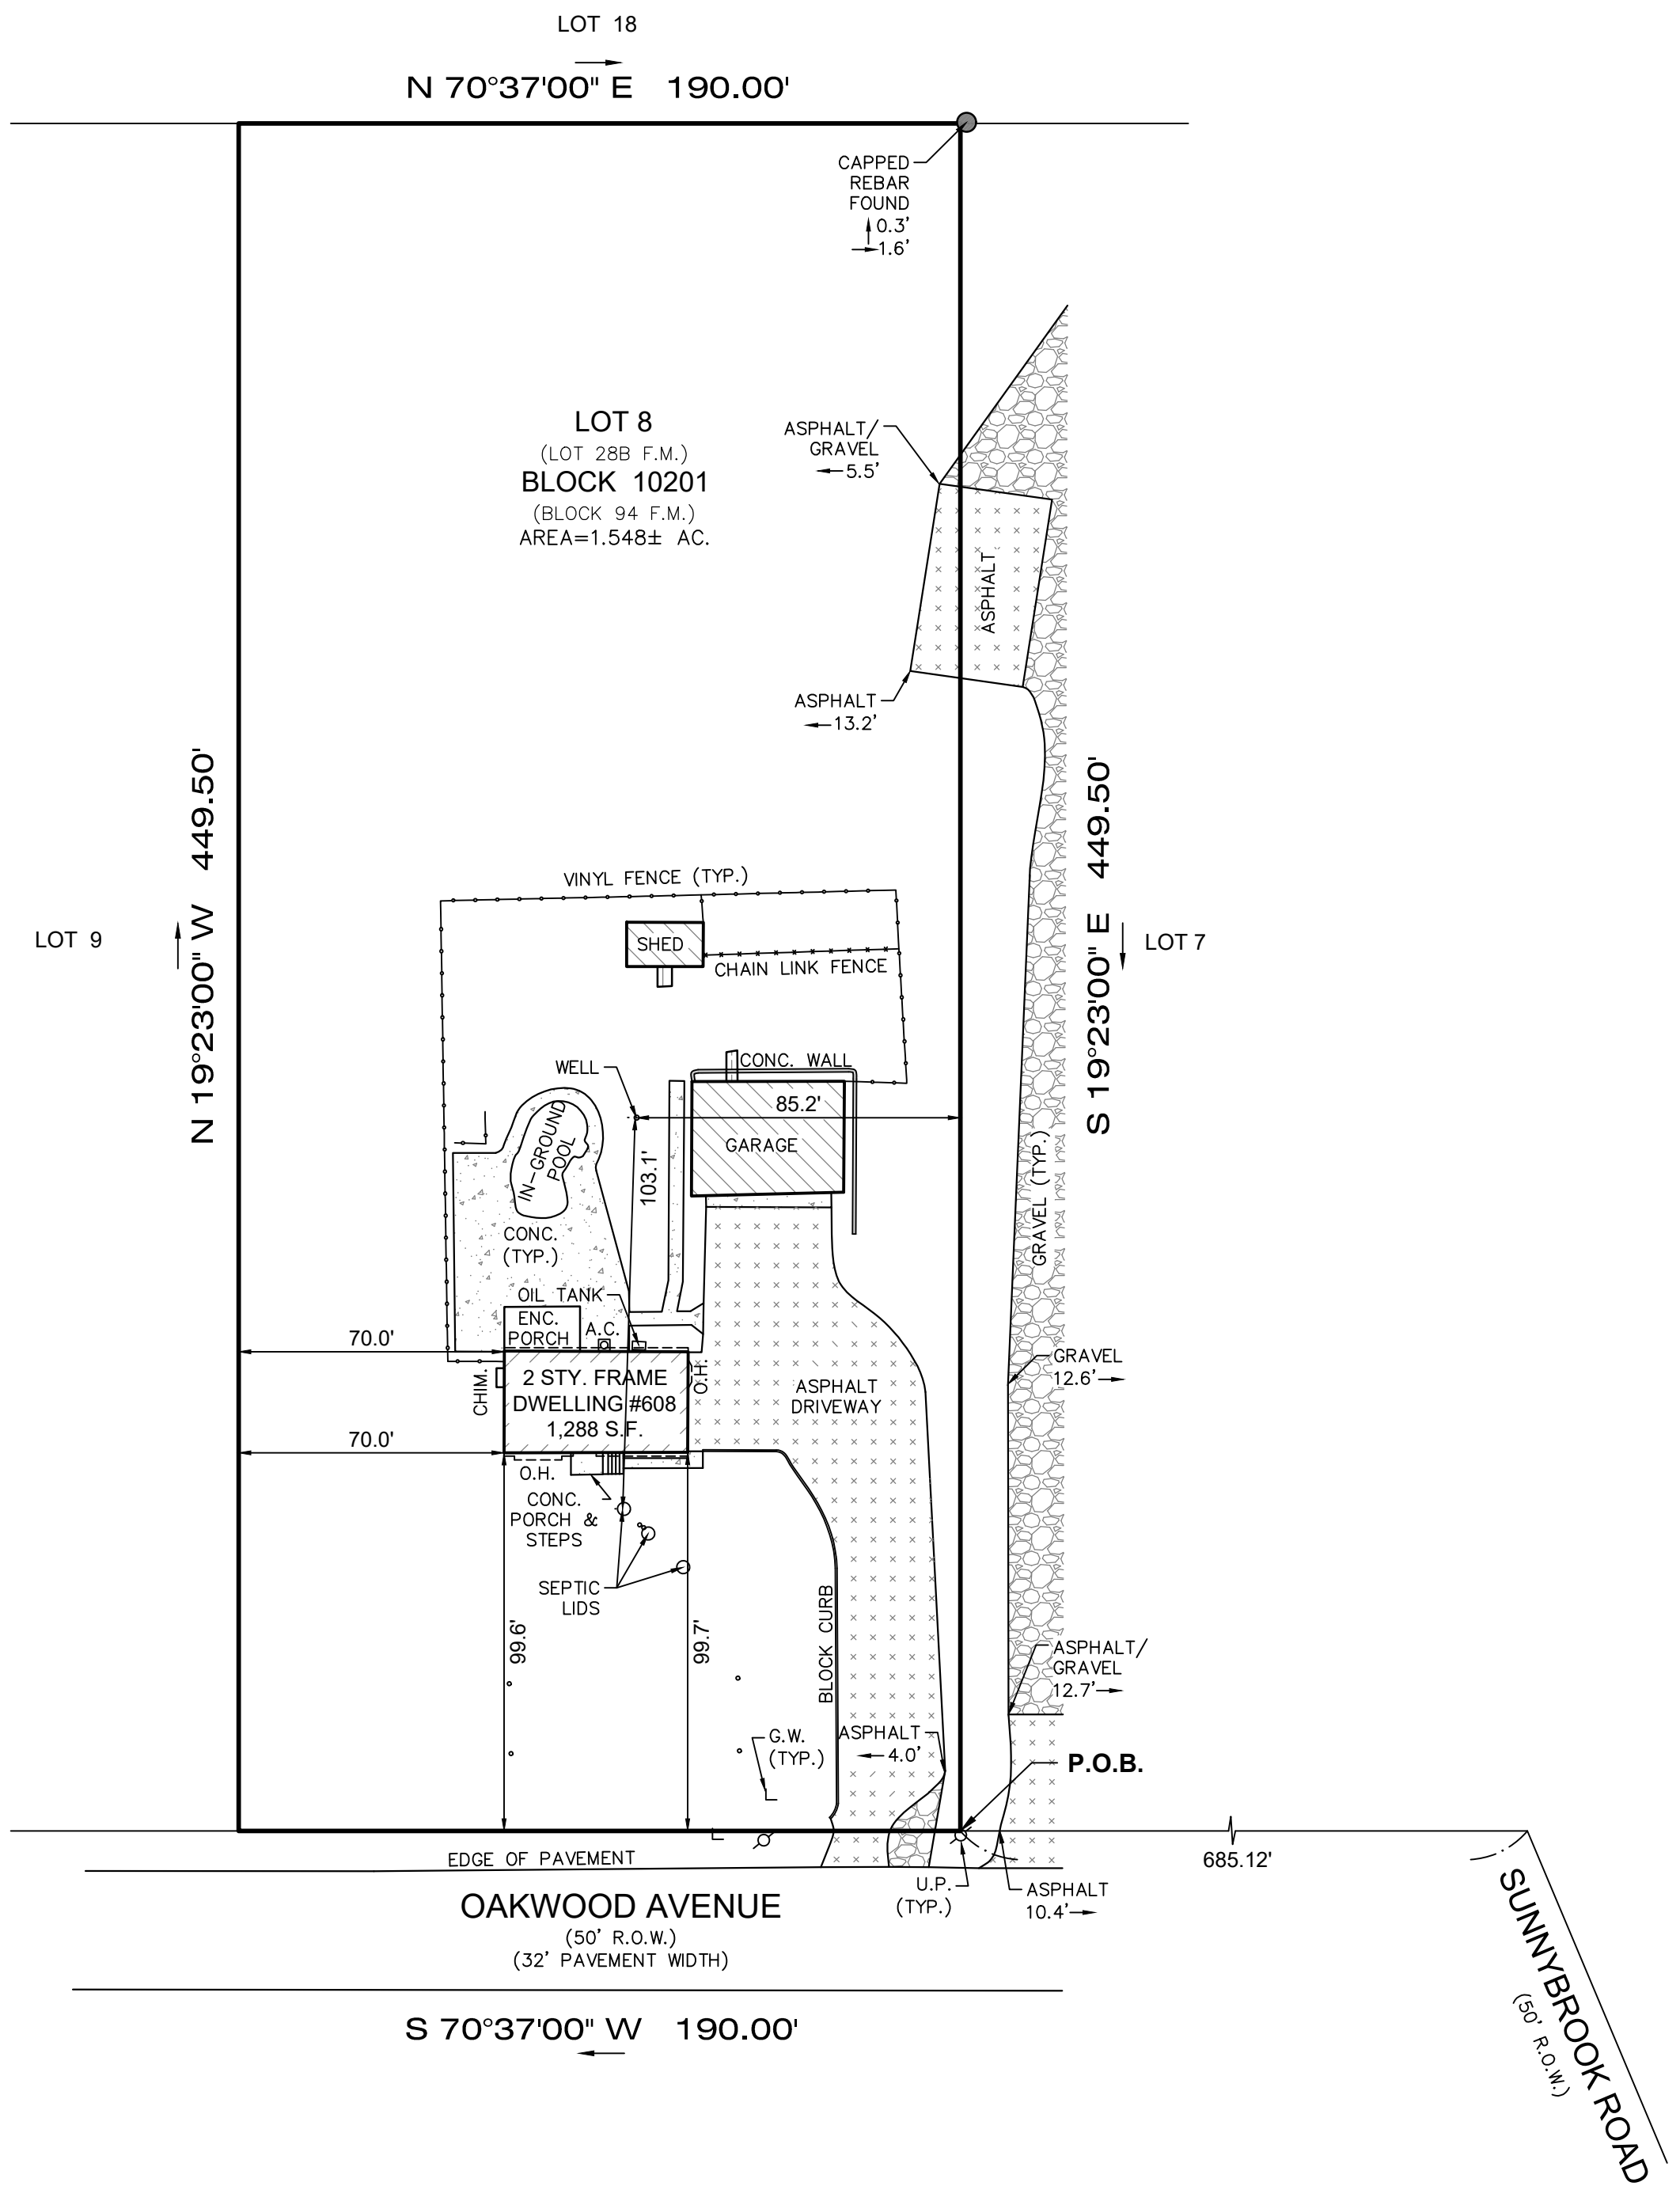 LOT 18
N 70°37'00" E 190.00'
CAPPED
REBAR
FOUND
0.3'
1.6'
LOT 8
(LOT 28B F.M.)
BLOCK 10201
(BLOCK 94 F.M.)
AREA=1.548± AC.
ASPHALT/
GRAVEL
5.5'
ASPHALT
ASPHALT
13.2'
N 19°23'00" W 449.50'
LOT 9
S 19°23'00" E 449.50'
LOT 7
VINYL FENCE (TYP.)
SHED
CHAIN LINK FENCE
WELL
CONC. WALL
85.2'
GARAGE
IN-GROUND
POOL
103.1'
GRAVEL (TYP.)
CONC.
(TYP.)
OIL TANK
ENC.
PORCH
A.C.
70.0'
CHIM.
2 STY. FRAME
DWELLING #608
1,288 S.F.
O.H.
ASPHALT
DRIVEWAY
GRAVEL
12.6'
70.0'
O.H.
CONC.
PORCH &
STEPS
SEPTIC
LIDS
99.6'
99.7'
BLOCK CURB
ASPHALT/
GRAVEL
12.7'
G.W.
(TYP.)
ASPHALT
4.0'
P.O.B.
EDGE OF PAVEMENT
685.12'
U.P.
(TYP.)
ASPHALT
10.4'
OAKWOOD AVENUE
(50' R.O.W.)
(32' PAVEMENT WIDTH)
S 70°37'00" W 190.00'
SUNNYBROOK ROAD
(50' R.O.W.)